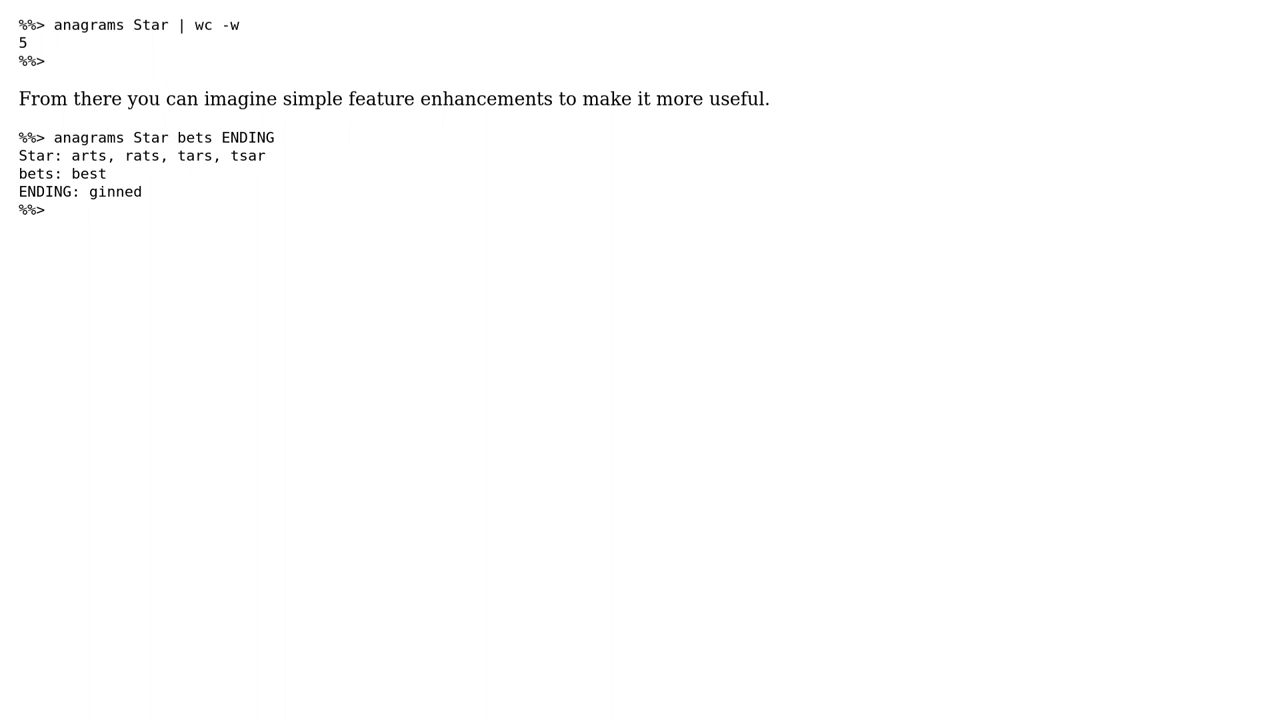 %%> anagrams Star | wc -w
5
%%>
From there you can imagine simple feature enhancements to make it more useful.
%%> anagrams Star bets ENDING
Star: arts, rats, tars, tsar
bets: best
ENDING: ginned
%%>